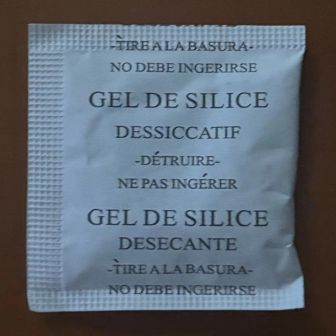 -TIRE A LA BASURA-
NO DEBE INGERIRSE
GEL DE SILICE
DESSICCATIF
-DÉTRUIRE-
NE PAS INGÉRER
GEL DE SILICE
DESECANTE
-TIRE A LA BASURA-
NO DEBE INGERIRSE